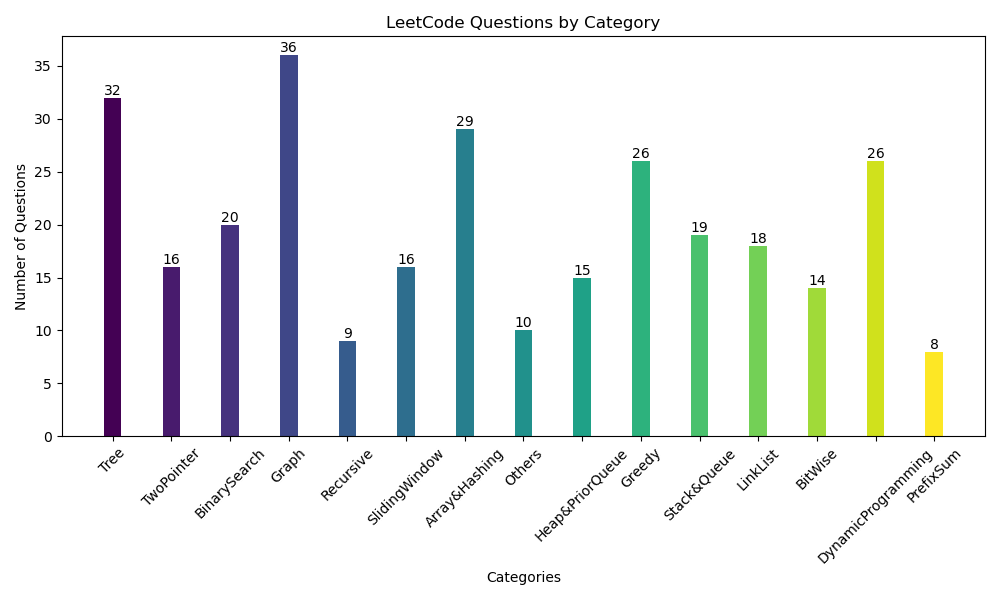 LeetCode Questions by Category
Number of Questions
35
30
25
20
15
10
5
0
32
16
20
36
9
16
29
10
15
26
19
18
14
26
8
Tree
TwoPointer
BinarySearch
Graph
Recursive
SlidingWindow
Array&Hashing
Others
Heap&PriorQueue
Greedy
Stack&Queue
LinkList
BitWise
DynamicProgramming
PrefixSum
Categories